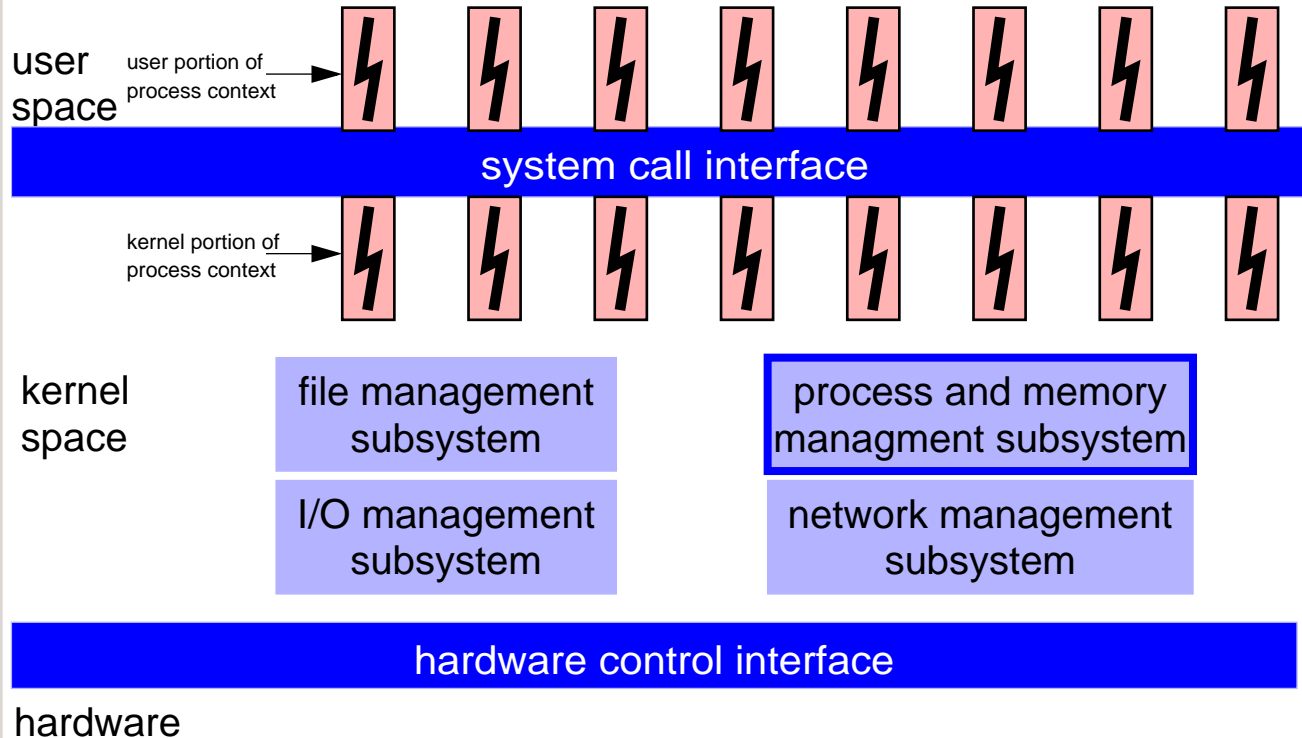 user
space
user portion of
process context
system call interface
kernel portion of
process context
kernel
space
file management
subsystem
process and memory
managment subsystem
I/O management
subsystem
network management
subsystem
hardware control interface
hardware